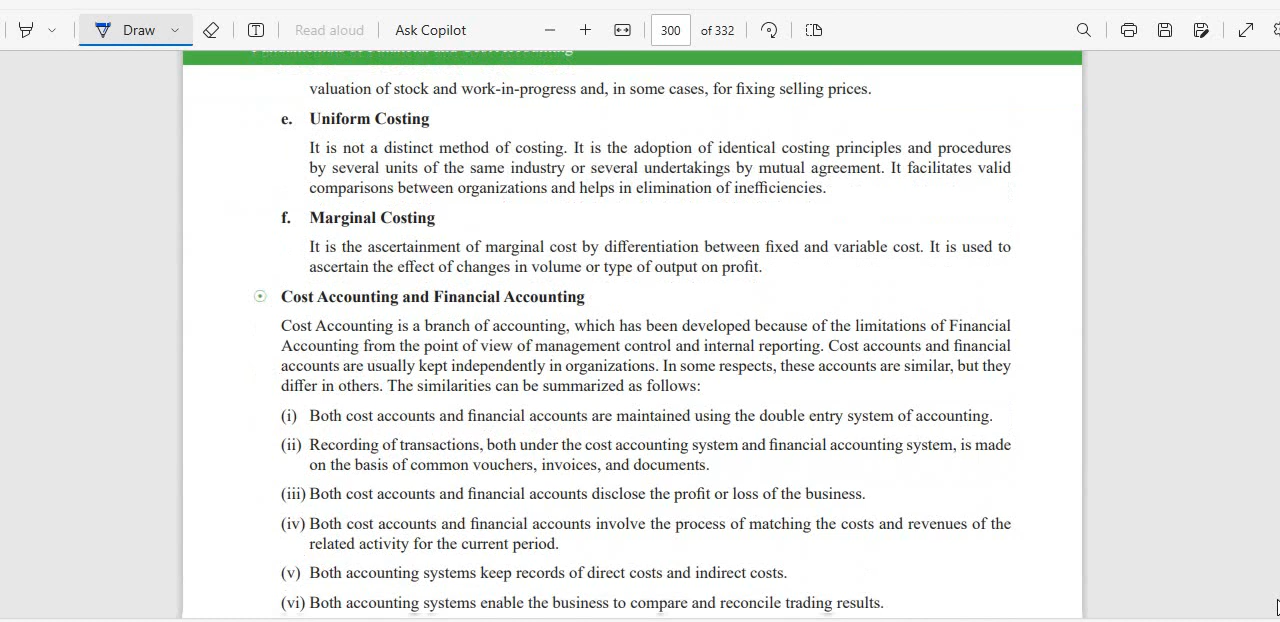 Draw
T
Read aloud
Ask Copilot
300 of 332
valuation of stock and work-in-progress and, in some cases, for fixing selling prices.
e. Uniform Costing
It is not a distinct method of costing. It is the adoption of identical costing principles and procedures
by several units of the same industry or several undertakings by mutual agreement. It facilitates valid
comparisons between organizations and helps in elimination of inefficiencies.
f. Marginal Costing
It is the ascertainment of marginal cost by differentiation between fixed and variable cost. It is used to
ascertain the effect of changes in volume or type of output on profit.
Cost Accounting and Financial Accounting
Cost Accounting is a branch of accounting, which has been developed because of the limitations of Financial
Accounting from the point of view of management control and internal reporting. Cost accounts and financial
accounts are usually kept independently in organizations. In some respects, these accounts are similar, but they
differ in others. The similarities can be summarized as follows:
(i) Both cost accounts and financial accounts are maintained using the double entry system of accounting.
(ii) Recording of transactions, both under the cost accounting system and financial accounting system, is made
on the basis of common vouchers, invoices, and documents.
(iii) Both cost accounts and financial accounts disclose the profit or loss of the business.
(iv) Both cost accounts and financial accounts involve the process of matching the costs and revenues of the
related activity for the current period.
(v) Both accounting systems keep records of direct costs and indirect costs.
(vi) Both accounting systems enable the business to compare and reconcile trading results.